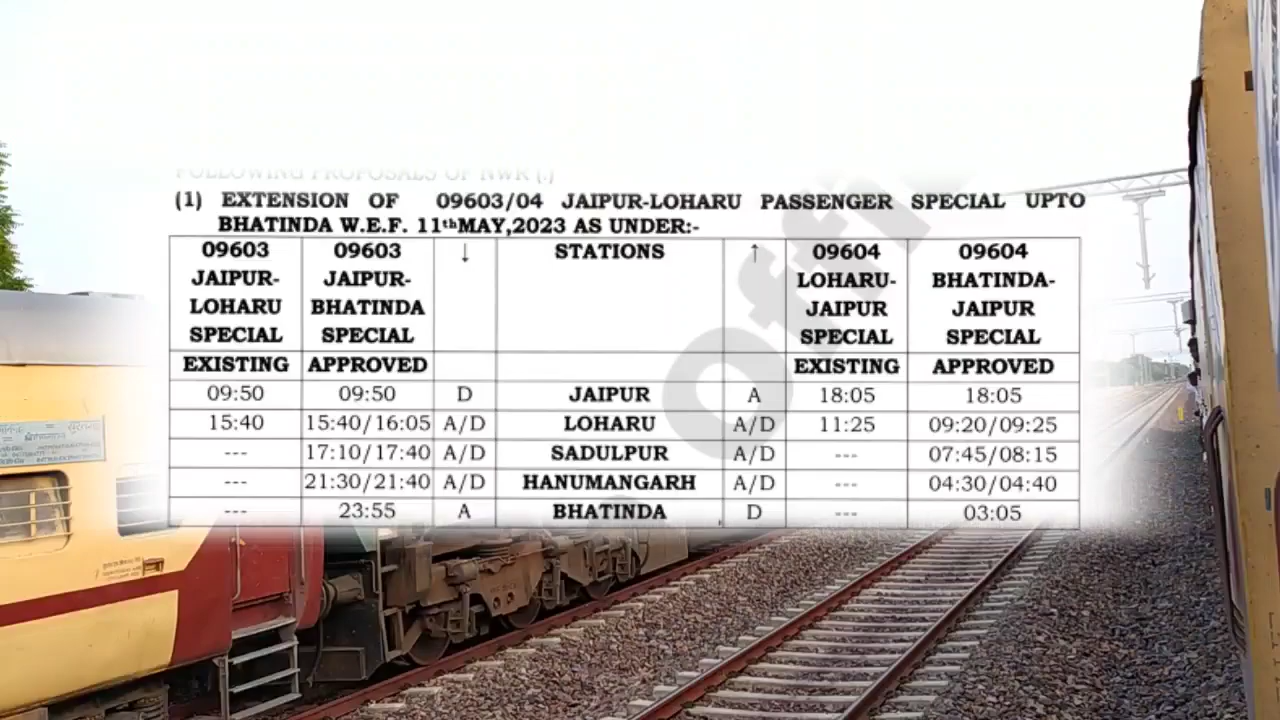 FOLLOWING PROPOSALS OF NWR (.)
(1) EXTENSION OF 09603/04 JAIPUR-LOHARU PASSENGER SPECIAL UPTO
BHATINDA W.E.F. 11thMAY,2023 AS UNDER:-
09603 JAIPUR-LOHARU SPECIAL 09603 JAIPUR-BHATINDA SPECIAL ↓ STATIONS ↑ 09604 LOHARU-JAIPUR SPECIAL 09604 BHATINDA-JAIPUR SPECIAL
EXISTING APPROVED EXISTING APPROVED
09:50 09:50 D JAIPUR A 18:05 18:05
15:40 15:40/16:05 A/D LOHARU A/D 11:25 09:20/09:25
--- 17:10/17:40 A/D SADULPUR A/D --- 07:45/08:15
--- 21:30/21:40 A/D HANUMANGARH A/D --- 04:30/04:40
--- 23:55 A BHATINDA D --- 03:05